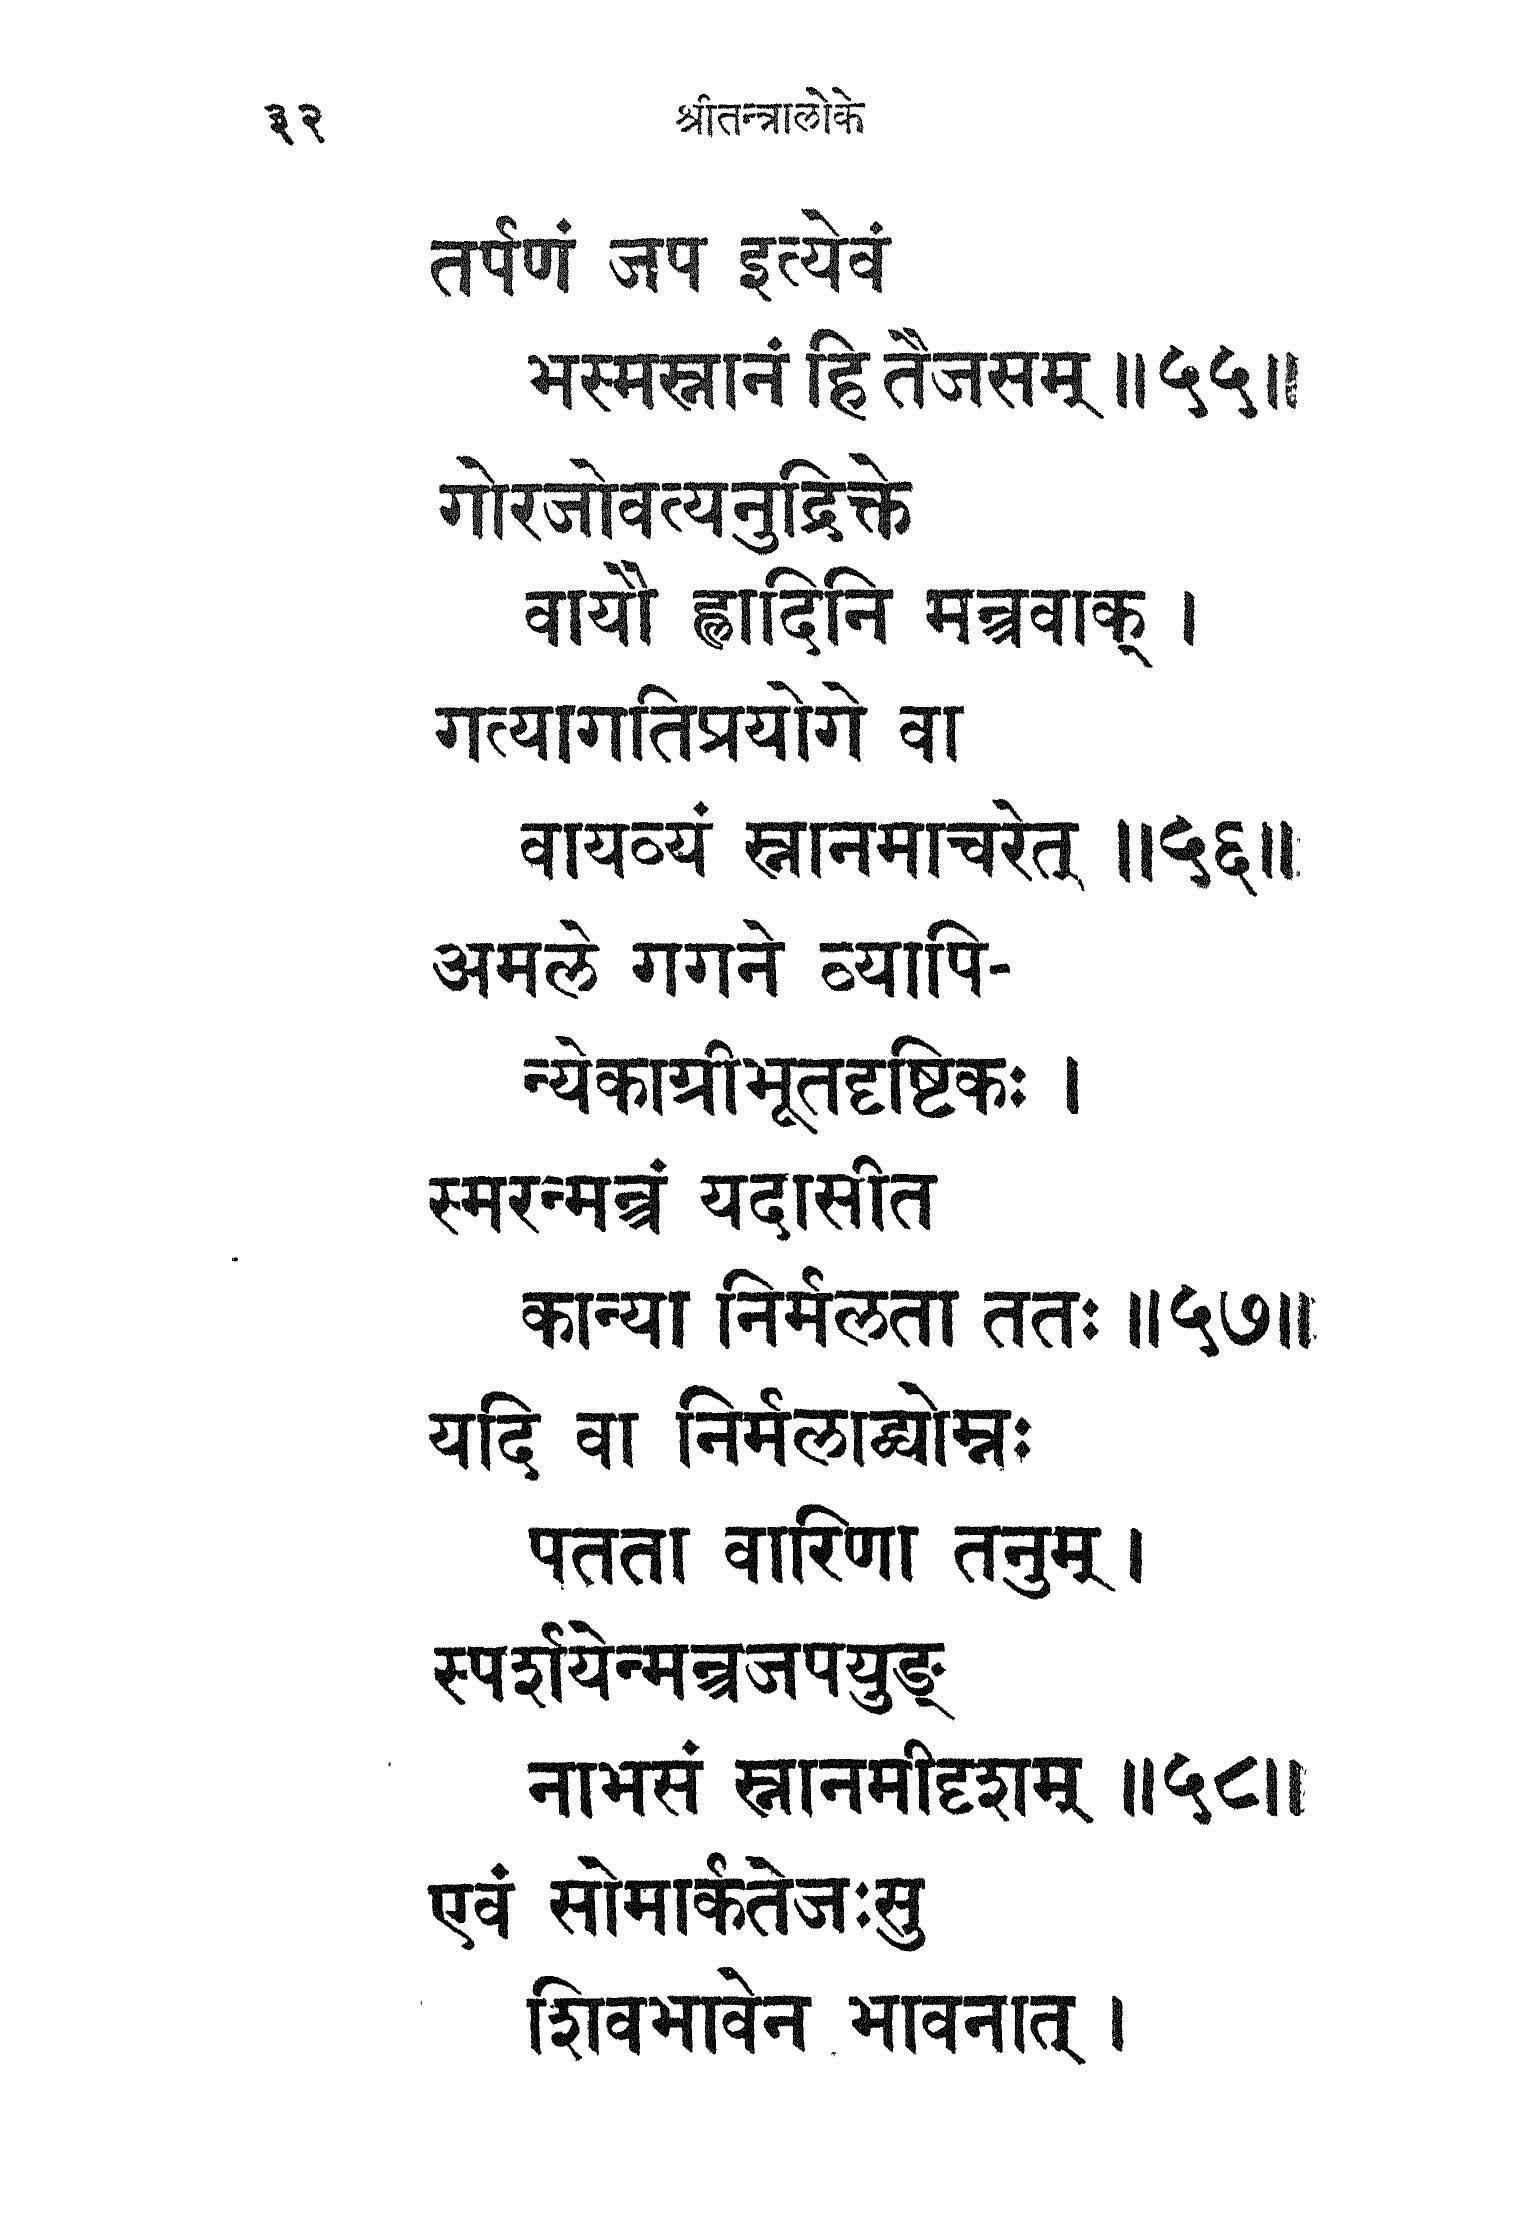 ३२
श्रीतन्त्रालोके
तर्पणं जप इत्येवं
भस्मस्नानं हि तैजसम् ॥५५॥
गोरजोवत्यनुद्रिक्ते
वायौ ह्लादिनि मन्त्रवाक् ।
गत्यागतिप्रयोगे वा
वायव्यं स्नानमाचरेत् ॥५६॥
अमले गगने व्यापि-
न्येकाग्रीभूतदृष्टिकः ।
स्मरन्मन्त्रं यदासीत
कान्या निर्मलता ततः ॥५७॥
यदि वा निर्मलाद्व्योम्नः
पतता वारिणा तनुम् ।
स्पर्शयेन्मन्त्रजपयुङ्
नाभसं स्नानमीदृशम् ॥५८॥
एवं सोमार्कतेजःसु
शिवभावेन भावनात् ।